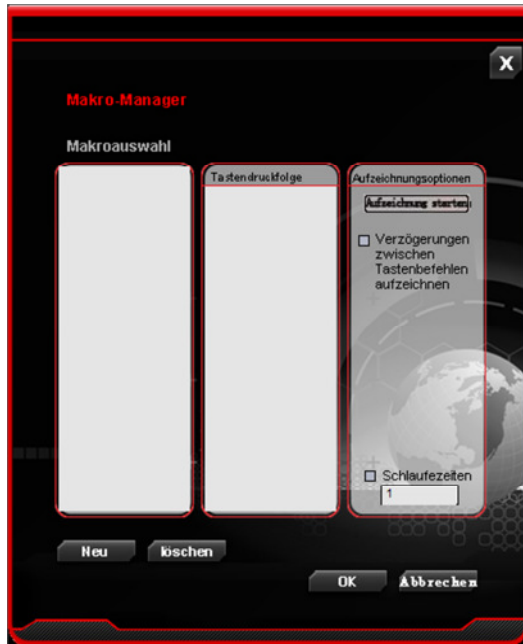 X
Makro-Manager
Makroauswahl
Tastendruckfolge
Aufzeichnungsoptionen
Aufzeichnung starten
Verzögerungen
zwischen
Tastenbefehlen
aufzeichnen
Schlaufezeiten
1
Neu
löschen
OK
Abbrechen